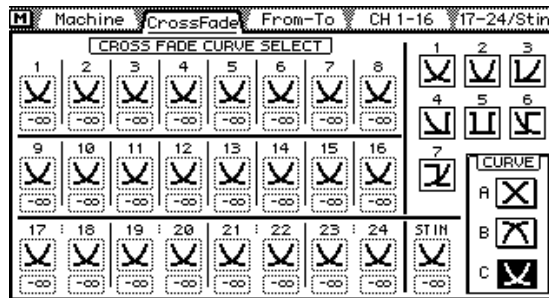 M Machine CrossFade From-To CH 1-16 17-24/Stin
CROSS FADE CURVE SELECT
1 2 3 4 5 6 7 8
-∞ -∞ -∞ -∞ -∞ -∞ -∞ -∞
9 10 11 12 13 14 15 16
-∞ -∞ -∞ -∞ -∞ -∞ -∞ -∞
17 : 18 19 : 20 21 : 22 23 : 24 STIN
-∞ -∞ -∞ -∞ -∞ -∞ -∞ -∞ -∞
1 2 3
4 5 6
7
CURVE
A
B
C